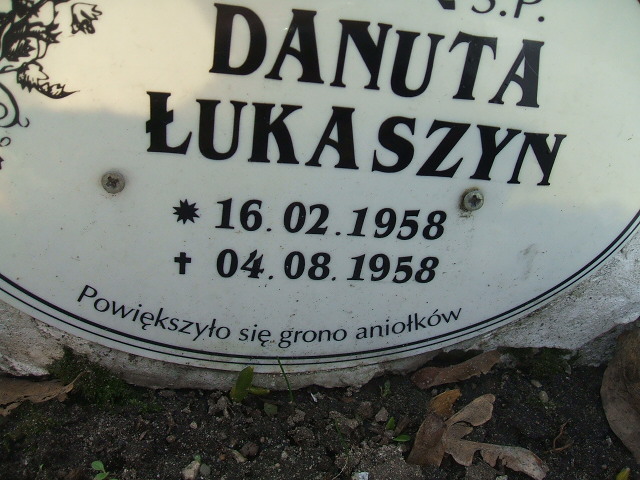 Ś.P.
DANUTA
ŁUKASZYN
* 16.02.1958
✝ 04.08.1958
Powiększyło się grono aniołków